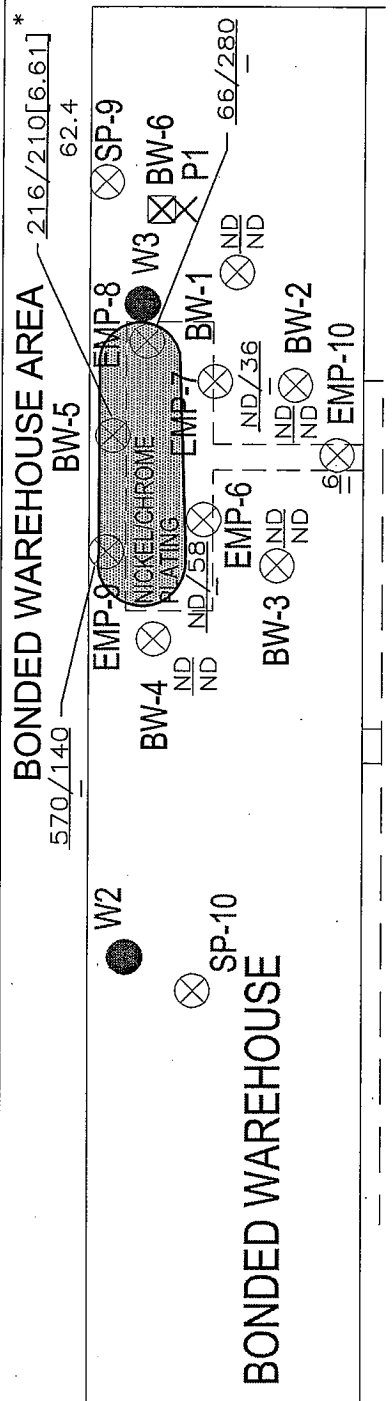 BONDED WAREHOUSE AREA
*
570/140
–
BW-5
216/210[6.61]
62.4
W2
SP-10
BONDED WAREHOUSE
EMP-9
EMP-8
W3
SP-9
BW-6
P1
NICKEL/CHROME
PLATING
BW-4
ND
ND
ND/58
–
EMP-6
EMP-7
BW-1
66/280
–
ND
ND
ND/36
–
BW-3
ND
ND
BW-2
ND
ND
EMP-10
6
–